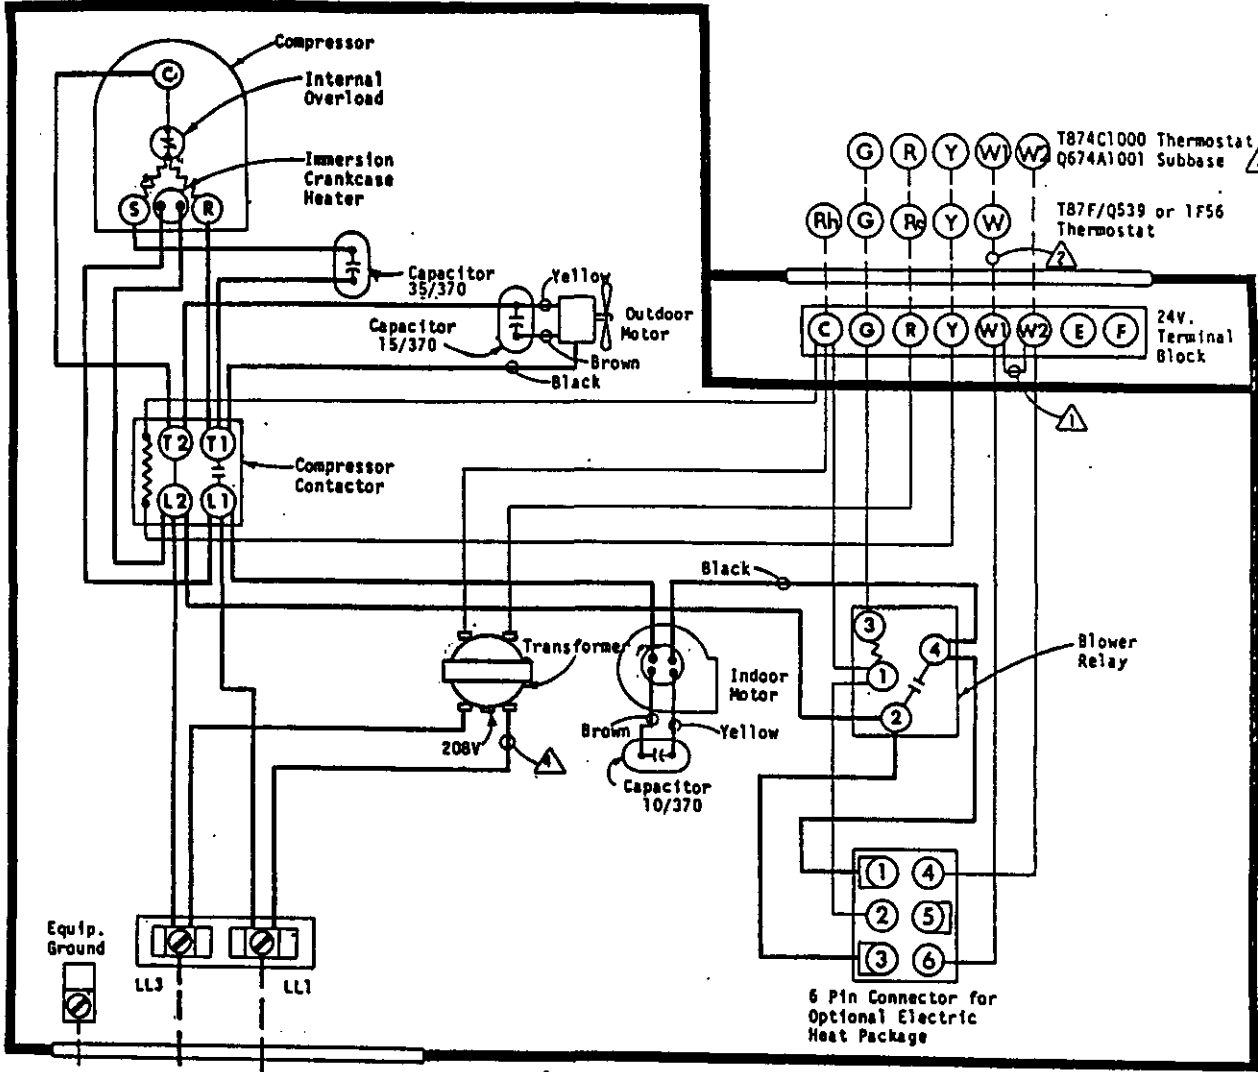 Compressor
C
Internal
Overload
Immersion
Crankcase
Heater
S
R
Capacitor
35/370
Yellow
Outdoor
Motor
Capacitor
15/370
Brown
Black
G R Y W1 W2
T874C1000 Thermostat
Q674A1001 Subbase
Rh G Rc Y W
T87F/Q539 or 1F56
Thermostat
2
C G R Y W1 W2 E F
24V.
Terminal
Block
1
T2 T1
Compressor
Contactor
L2 L1
Black
3
4
Blower
Relay
1
2
Transformer
Indoor
Motor
208V
4
Brown
Yellow
Capacitor
10/370
1 4
2 5
3 6
6 Pin Connector for
Optional Electric
Heat Package
Equip.
Ground
LL3
LL1